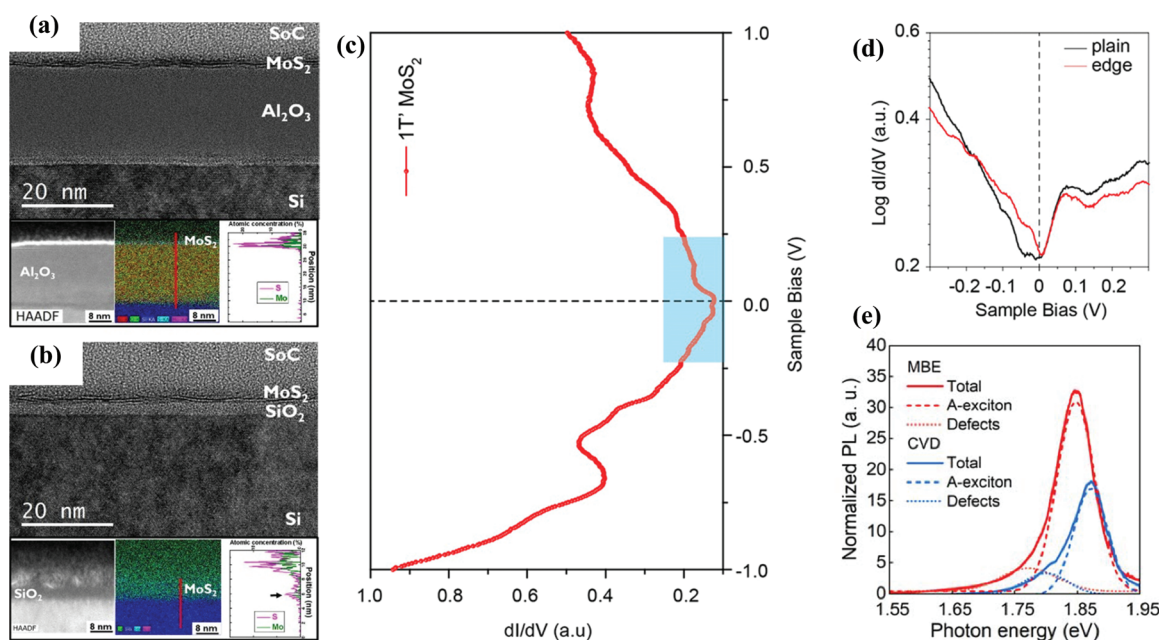 (a)
SoC
MoS2
Al2O3
20 nm
Si
MoS2
Al2O3
HAADF
8 nm
8 nm
Atomic concentration (%)
Position (nm)
S
Mo
(b)
SoC
MoS2
SiO2
20 nm
Si
MoS2
SiO2
HAADF
8 nm
8 nm
Atomic concentration (%)
Position (nm)
S
Mo
(c)
1T' MoS2
1.0
0.5
0.0
-0.5
-1.0
Sample Bias (V)
1.0
0.8
0.6
0.4
0.2
dI/dV (a.u)
(d)
plain
edge
0.6
0.4
0.2
Log dI/dV (a.u.)
-0.2
-0.1
0
0.1
0.2
Sample Bias (V)
(e)
MBE
Total
A-exciton
Defects
CVD
Total
A-exciton
Defects
40
35
30
25
20
15
10
5
0
Normalized PL (a. u.)
1.55
1.65
1.75
1.85
1.95
Photon energy (eV)